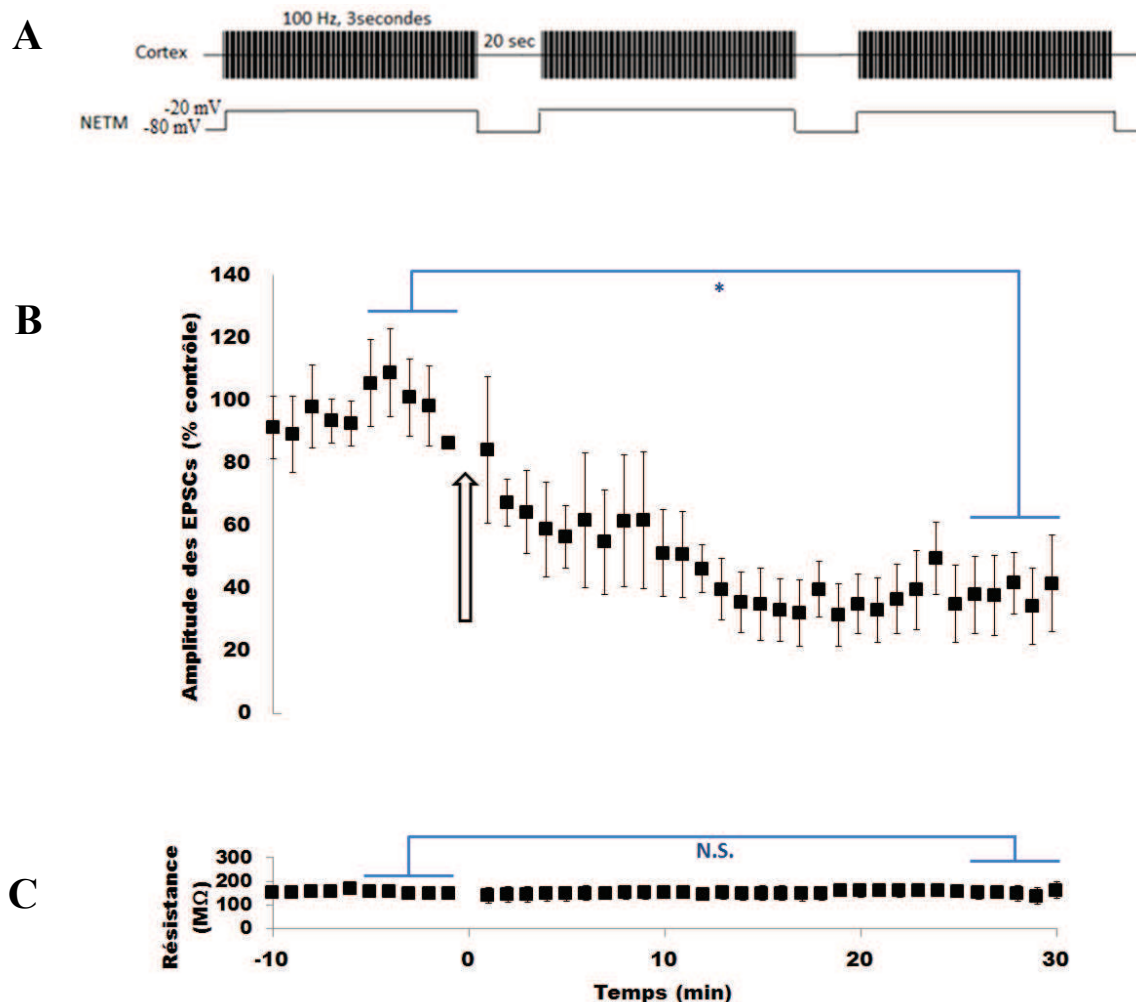 A
100 Hz, 3secondes
Cortex
20 sec
NETM
-20 mV
-80 mV
B
Amplitude des EPSCs (% contrôle)
140
120
100
80
60
40
20
0
*
C
Résistance
(MΩ)
300
200
100
0
N.S.
-10
0
10
20
30
Temps (min)